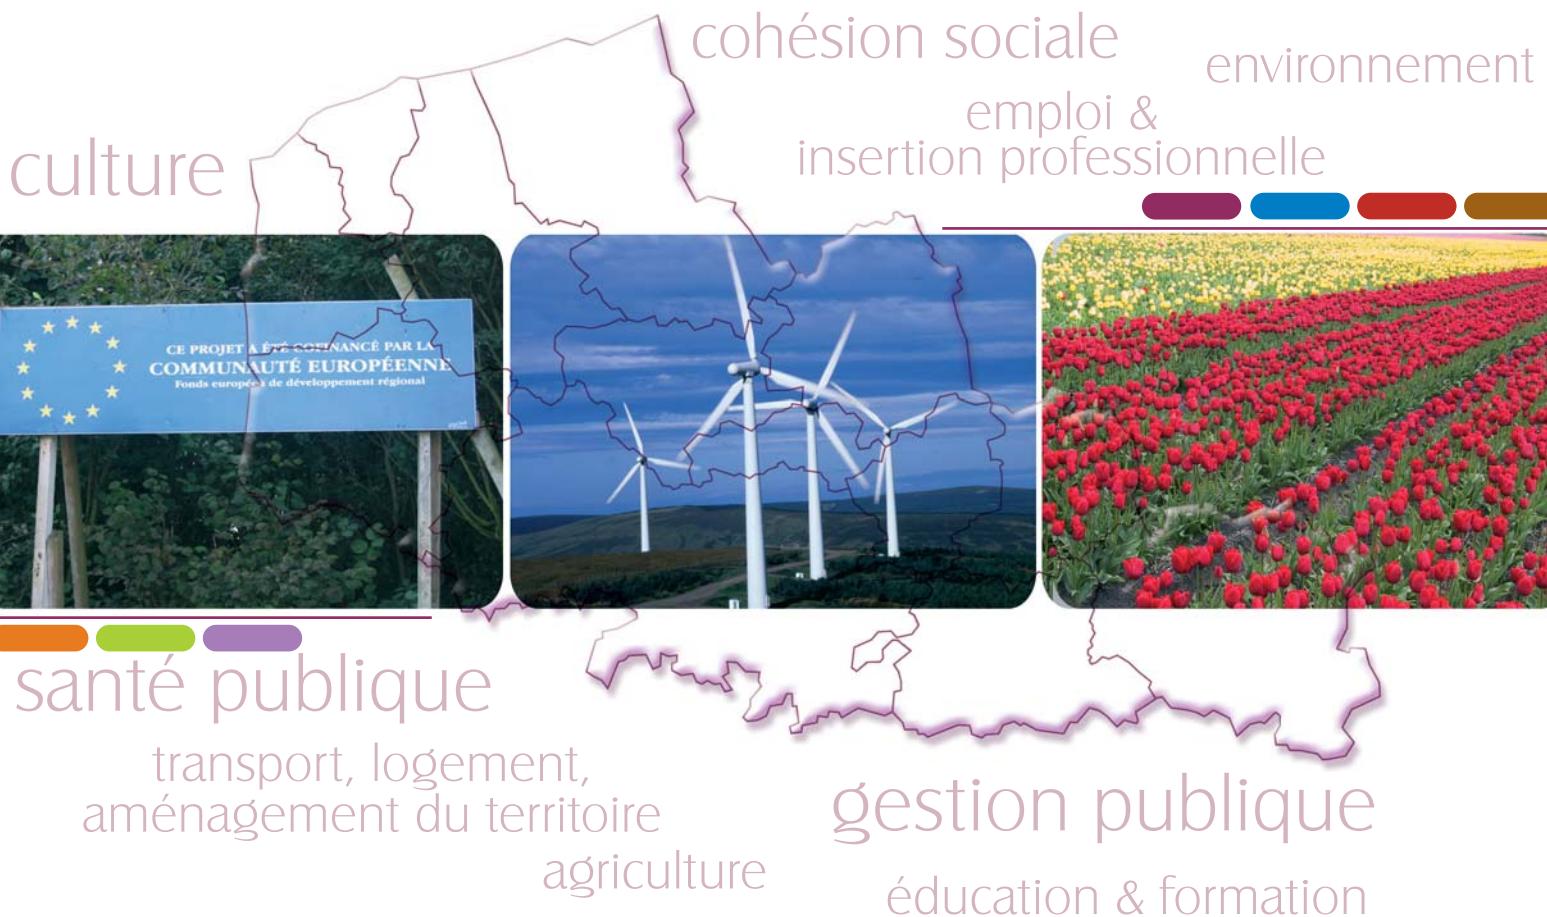 cohésion sociale
environnement
emploi &
insertion professionnelle
culture
CE PROJET A ÉTÉ COFINANCÉ PAR LA
COMMUNAUTÉ EUROPÉENNE
Fonds européen de développement régional
santé publique
transport, logement,
aménagement du territoire
agriculture
gestion publique
éducation & formation